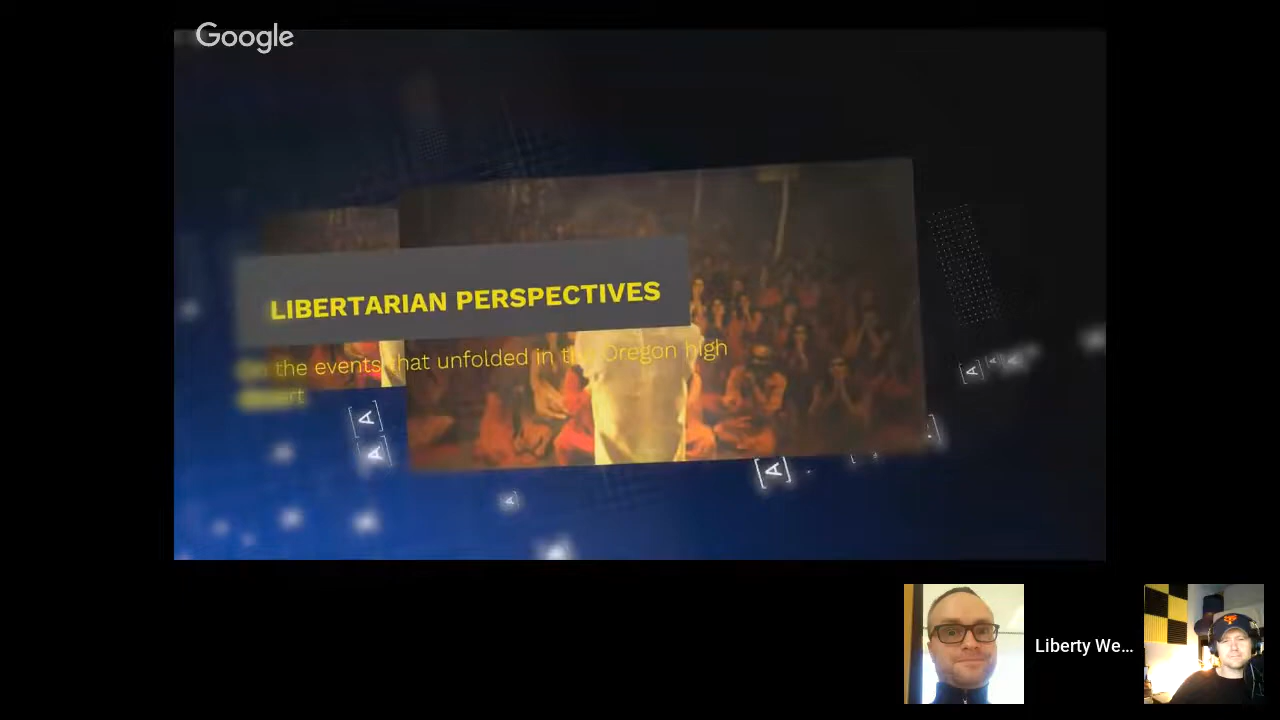 Google
LIBERTARIAN PERSPECTIVES
the events that unfolded in the Oregon high
[A]
[A]
[A]
[A]
[A]
Liberty We...